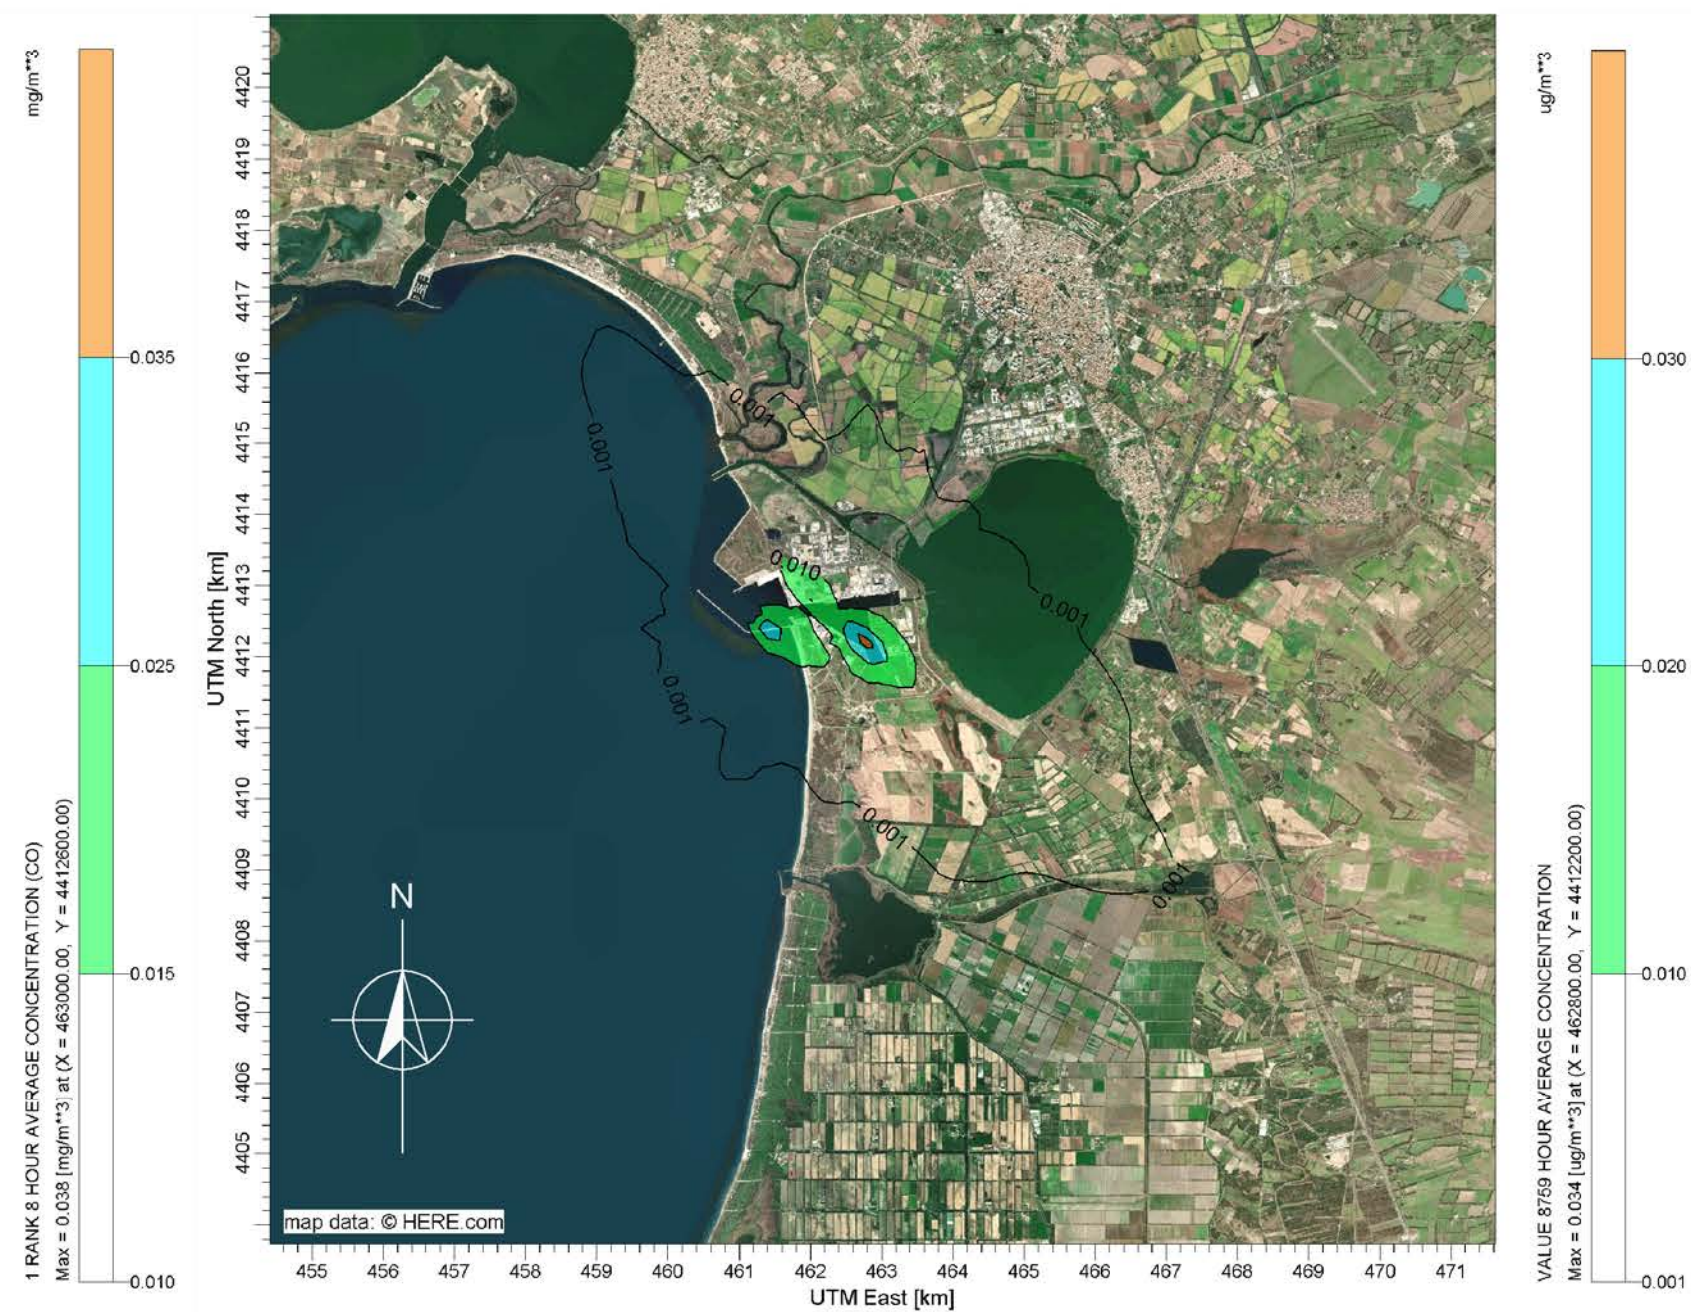 mg/m**3
0.035
0.025
0.015
0.010
1 RANK 8 HOUR AVERAGE CONCENTRATION (CO)
Max = 0.038 [mg/m**3] at (X = 463000.00, Y = 4412600.00)
UTM North [km]
4420
4419
4418
4417
4416
4415
4414
4413
4412
4411
4410
4409
4408
4407
4406
4405
0.001
0.001
0.010
0.001
0.001
0.001
0.001
N
map data: © HERE.com
455 456 457 458 459 460 461 462 463 464 465 466 467 468 469 470 471
UTM East [km]
ug/m**3
0.030
0.020
0.010
0.001
VALUE 8759 HOUR AVERAGE CONCENTRATION
Max = 0.034 [ug/m**3] at (X = 462800.00, Y = 4412200.00)